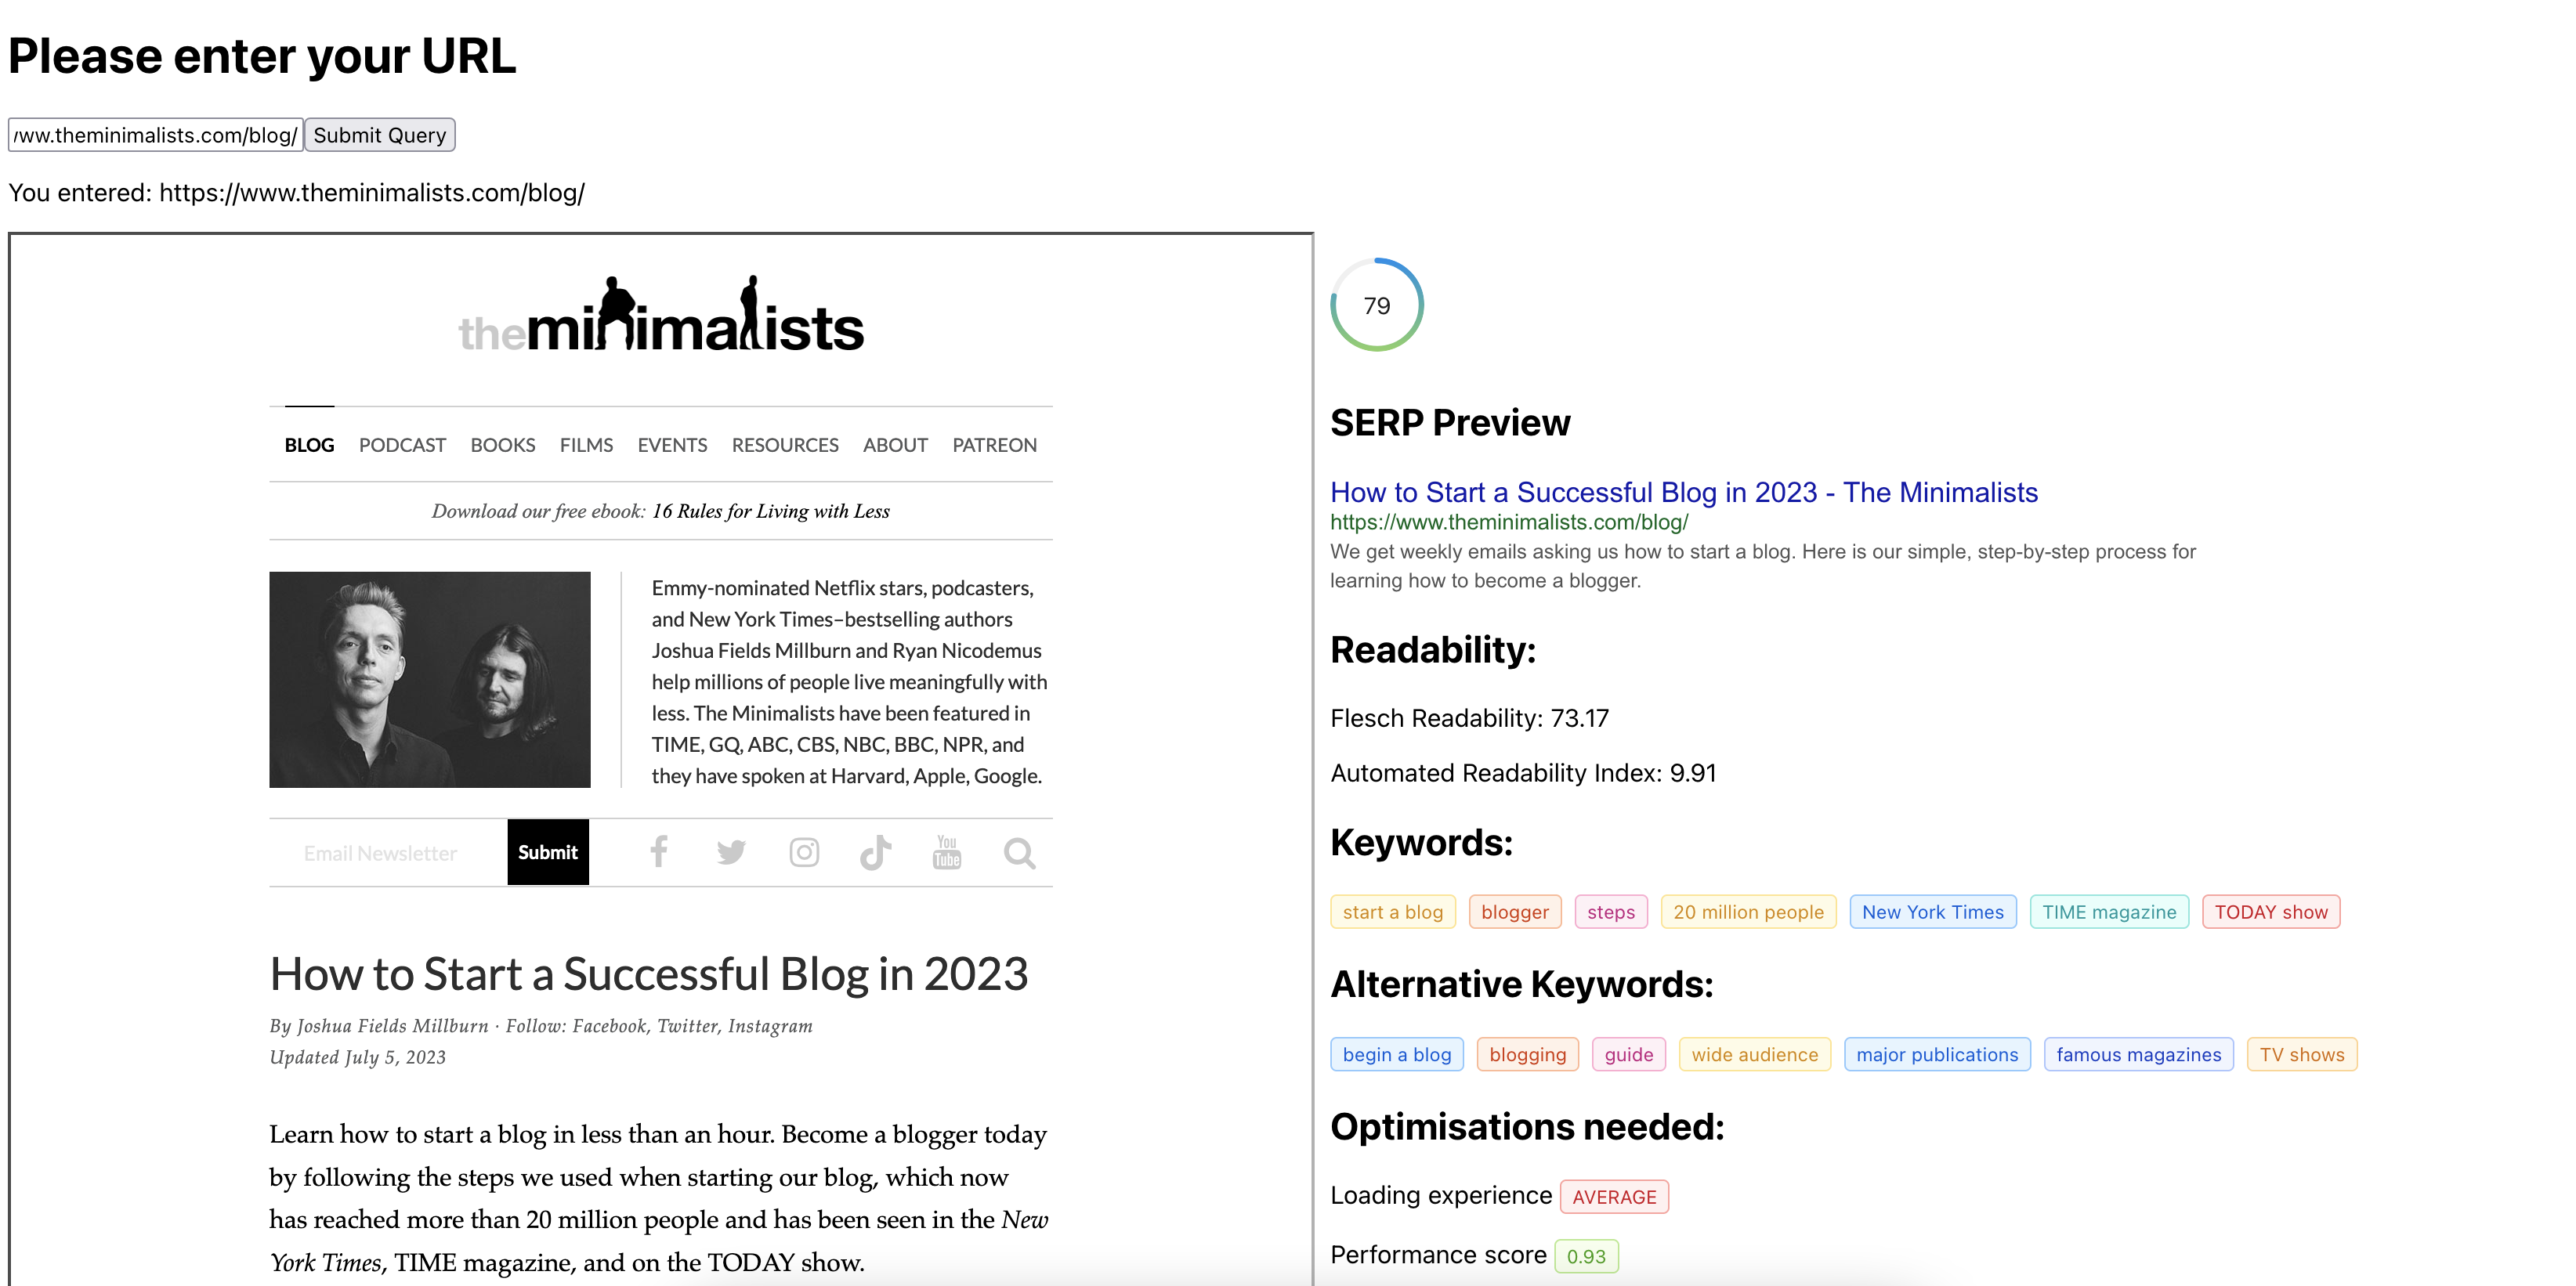 Please enter your URL
www.theminimalists.com/blog/ Submit Query
You entered: https://www.theminimalists.com/blog/
theminimalists
BLOG PODCAST BOOKS FILMS EVENTS RESOURCES ABOUT PATREON
Download our free ebook: 16 Rules for Living with Less
Emmy-nominated Netflix stars, podcasters,
and New York Times–bestselling authors
Joshua Fields Millburn and Ryan Nicodemus
help millions of people live meaningfully with
less. The Minimalists have been featured in
TIME, GQ, ABC, CBS, NBC, BBC, NPR, and
they have spoken at Harvard, Apple, Google.
Email Newsletter Submit You Tube
How to Start a Successful Blog in 2023
By Joshua Fields Millburn · Follow: Facebook, Twitter, Instagram
Updated July 5, 2023
Learn how to start a blog in less than an hour. Become a blogger today
by following the steps we used when starting our blog, which now
has reached more than 20 million people and has been seen in the New
York Times, TIME magazine, and on the TODAY show.
79
SERP Preview
How to Start a Successful Blog in 2023 - The Minimalists
https://www.theminimalists.com/blog/
We get weekly emails asking us how to start a blog. Here is our simple, step-by-step process for
learning how to become a blogger.
Readability:
Flesch Readability: 73.17
Automated Readability Index: 9.91
Keywords:
start a blog blogger steps 20 million people New York Times TIME magazine TODAY show
Alternative Keywords:
begin a blog blogging guide wide audience major publications famous magazines TV shows
Optimisations needed:
Loading experience AVERAGE
Performance score 0.93